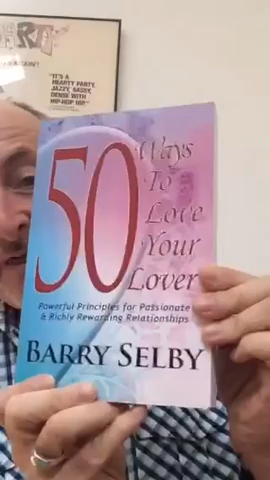 "IT'S A
HEARTY PARTY,
JAZZY, SASSY,
DENSE WITH
HIP-HOP HI."
50 Ways
To
Love
Your
Lover
Powerful Principles for Passionate
& Richly Rewarding Relationships
BARRY SELBY